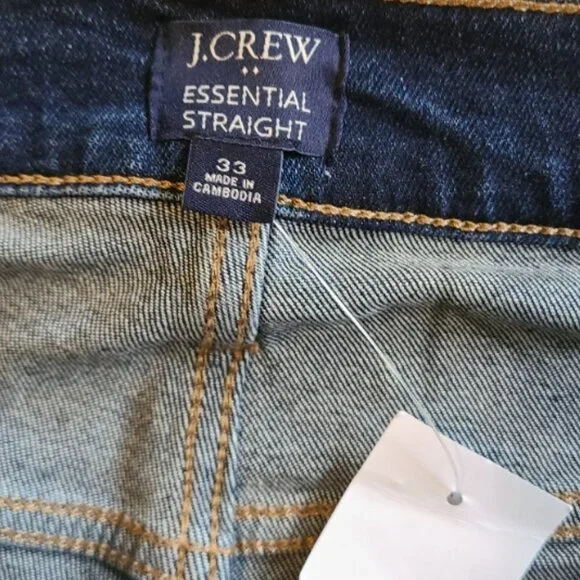 J.CREW
ESSENTIAL
STRAIGHT
33
MADE IN
CAMBODIA